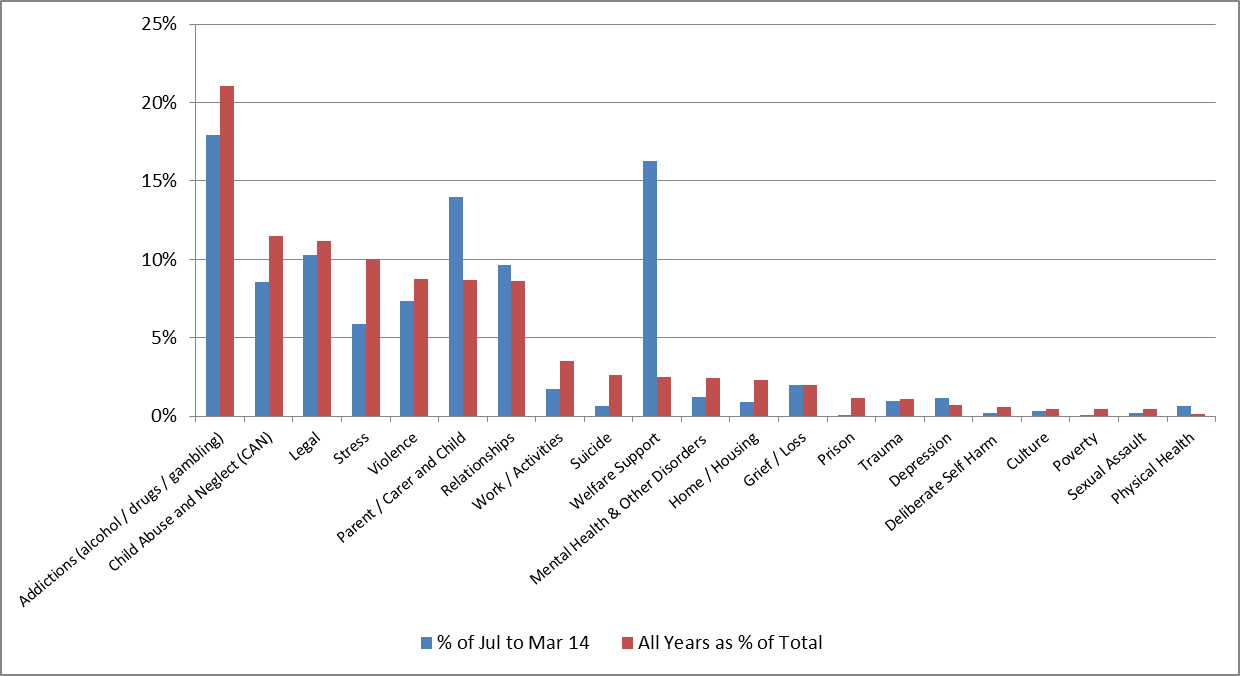 25%
20%
15%
10%
5%
0%
Addictions (alcohol / drugs / gambling)
Child Abuse and Neglect (CAN)
Legal
Stress
Violence
Parent / Carer and Child
Relationships
Work / Activities
Suicide
Welfare Support
Mental Health & Other Disorders
Home / Housing
Grief / Loss
Prison
Trauma
Depression
Deliberate Self Harm
Culture
Poverty
Sexual Assault
Physical Health
% of Jul to Mar 14
All Years as % of Total